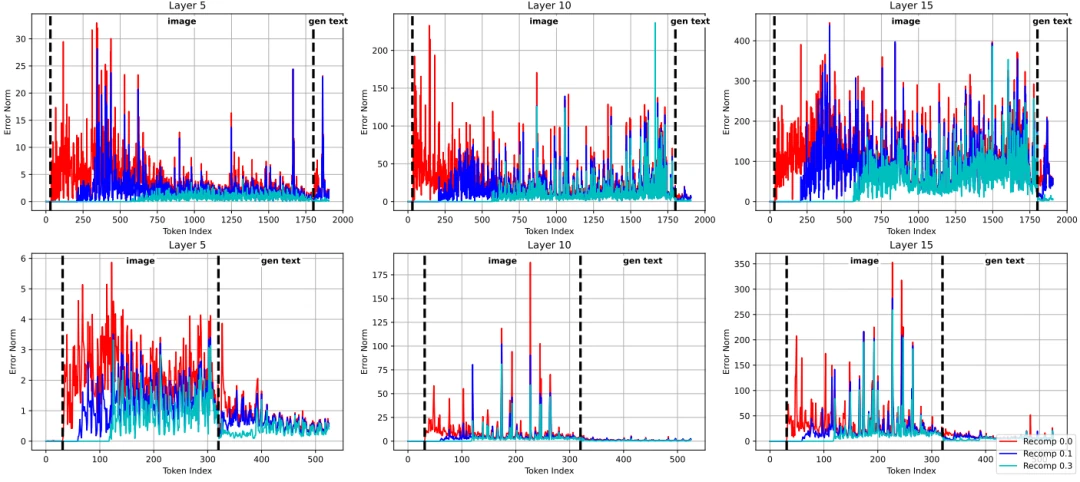 Layer 5
image
gen text
Error Norm
30
25
20
15
10
5
0
0 250 500 750 1000 1250 1500 1750 2000
Token Index
Layer 10
image
gen text
Error Norm
200
150
100
50
0
0 250 500 750 1000 1250 1500 1750 2000
Token Index
Layer 15
image
gen text
Error Norm
400
300
200
100
0
0 250 500 750 1000 1250 1500 1750 2000
Token Index
Layer 5
image
gen text
Error Norm
6
5
4
3
2
1
0
0 100 200 300 400 500
Token Index
Layer 10
image
gen text
Error Norm
175
150
125
100
75
50
25
0
0 100 200 300 400 500
Token Index
Layer 15
image
gen text
Error Norm
350
300
250
200
150
100
50
0
0 100 200 300 400
Token Index
Recomp 0.0
Recomp 0.1
Recomp 0.3